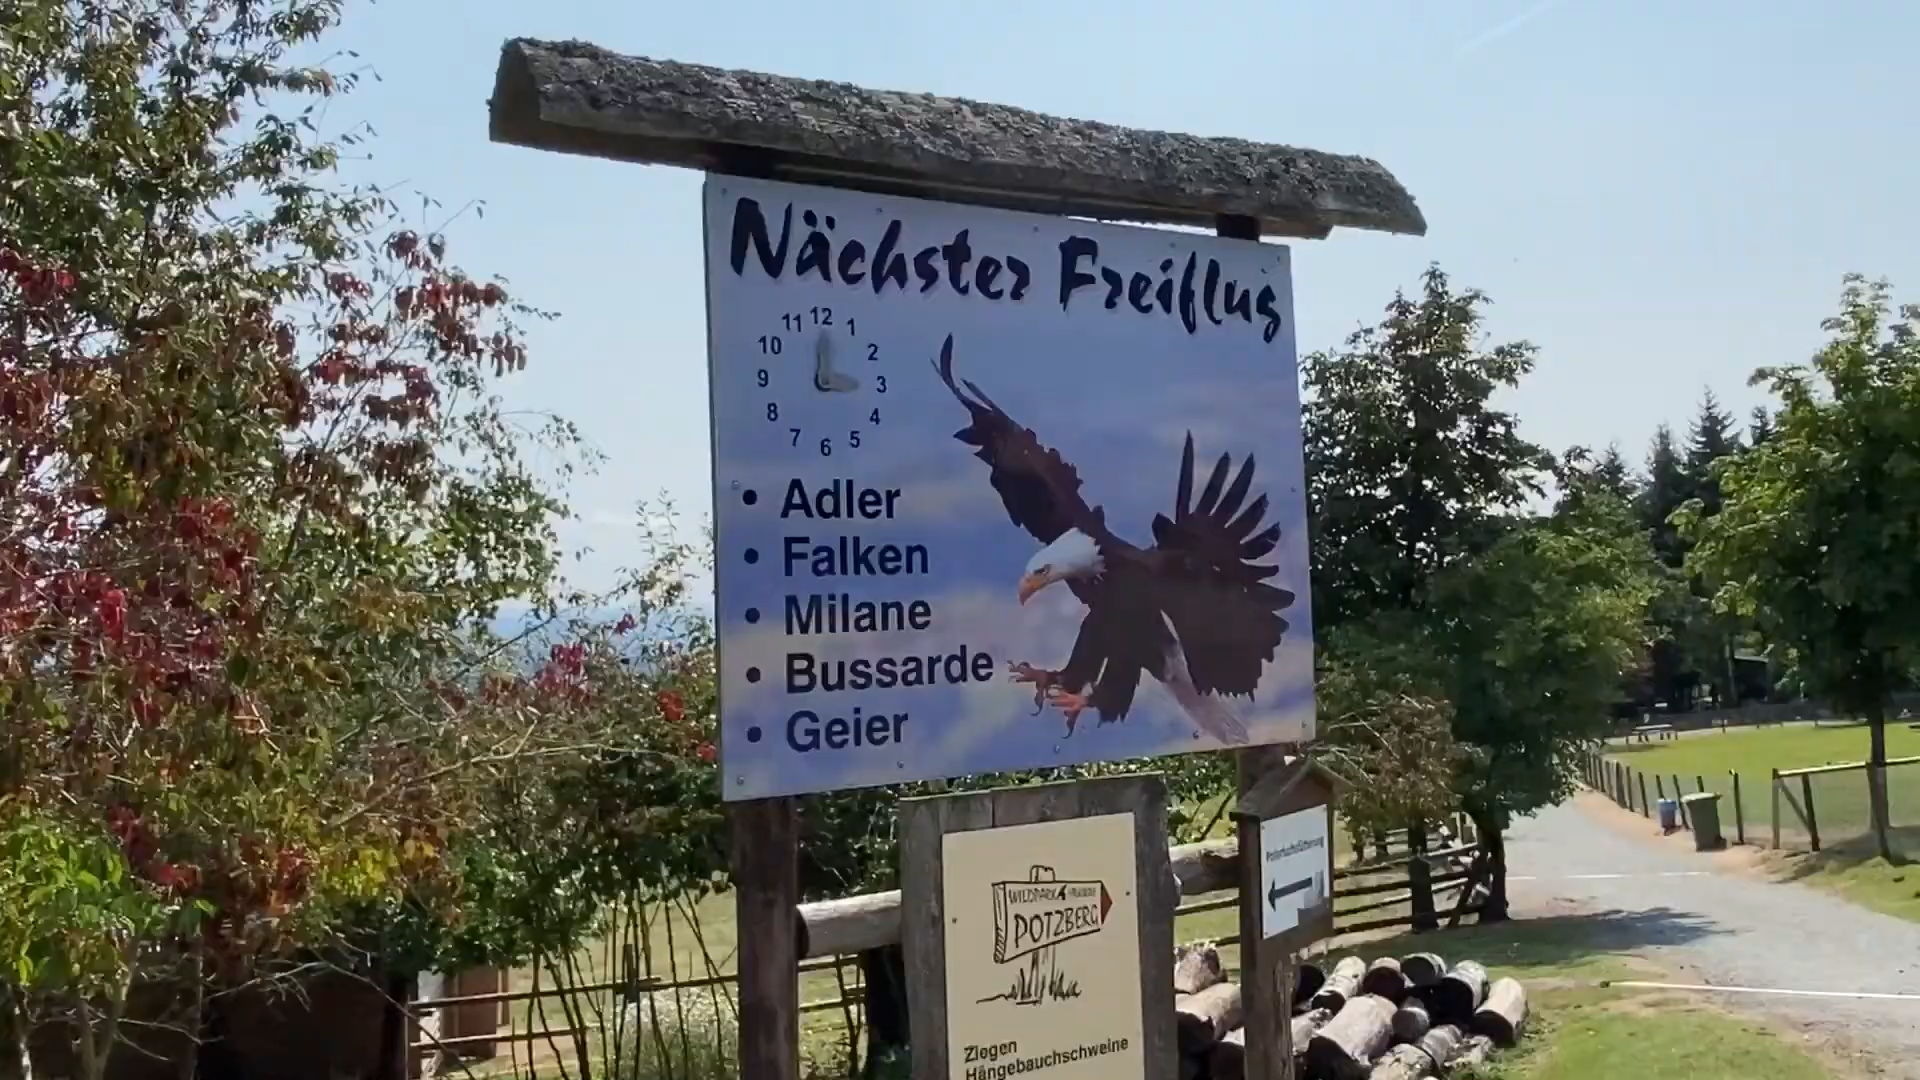 Nächster Freiflug
11 12 1
10 2
9 3
8 4
7 6 5
• Adler
• Falken
• Milane
• Bussarde
• Geier
WILDPARK
POTZBERG
Ziegen
Hängebauchschweine